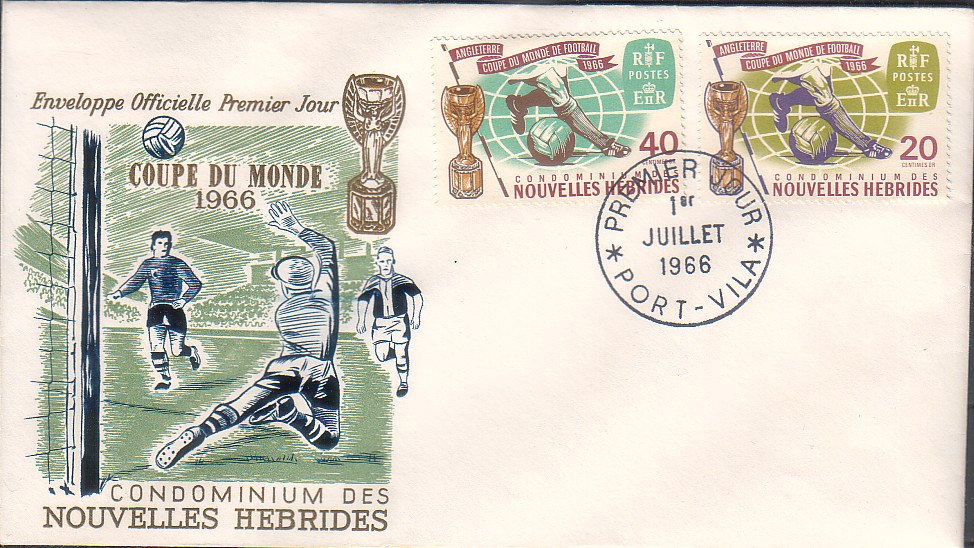 Enveloppe Officielle Premier Jour
COUPE DU MONDE
1966
CONDOMINIUM DES
NOUVELLES HEBRIDES
ANGLETERRE
COUPE DU MONDE DE FOOTBALL
1966
RF
POSTES
EIIR
40
CENTIMES OR
CONDOMINIUM DES
NOUVELLES HEBRIDES
ANGLETERRE
COUPE DU MONDE DE FOOTBALL
1966
RF
POSTES
EIIR
20
CENTIMES OR
CONDOMINIUM DES
NOUVELLES HEBRIDES
* PREMIER JOUR *
1er
JUILLET
1966
PORT-VILA